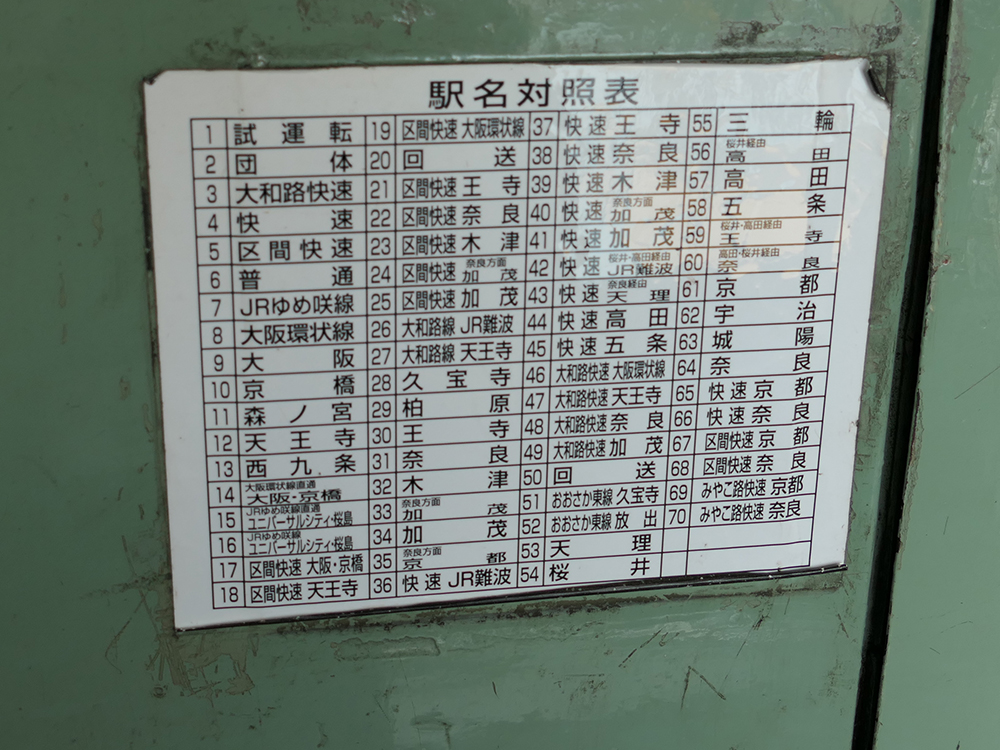 駅名対照表
1 試運転
2 団体
3 大和路快速
4 快速
5 区間快速
6 普通
7 JRゆめ咲線
8 大阪環状線
9 大阪
10 京橋
11 森ノ宮
12 天王寺
13 西九条
14 大阪環状線直通 大阪・京橋
15 JRゆめ咲線直通 ユニバーサルシティ・桜島
16 JRゆめ咲線 ユニバーサルシティ・桜島
17 区間快速 大阪・京橋
18 区間快速 天王寺
19 区間快速 大阪環状線
20 回送
21 区間快速 王寺
22 区間快速 奈良
23 区間快速 木津
24 区間快速 奈良方面 加茂
25 区間快速 加茂
26 大和路線 JR難波
27 大和路線 天王寺
28 久宝寺
29 柏原
30 王寺
31 奈良
32 木津
33 奈良方面 加茂
34 加茂
35 奈良方面 京都
36 快速 JR難波
37 快速 王寺
38 快速 奈良
39 快速 木津
40 快速 奈良方面 加茂
41 快速 加茂
42 快速 桜井・高田経由 JR難波
43 快速 奈良経由 天理
44 快速 高田
45 快速 五条
46 大和路快速 大阪環状線
47 大和路快速 天王寺
48 大和路快速 奈良
49 大和路快速 加茂
50 回送
51 おおさか東線 久宝寺
52 おおさか東線 放出
53 天理
54 桜井
55 三輪
56 桜井経由 高田
57 高田
58 五条
59 桜井・高田経由 王寺
60 高田・桜井経由 奈良
61 京都
62 宇治
63 城陽
64 奈良
65 快速 京都
66 快速 奈良
67 区間快速 京都
68 区間快速 奈良
69 みやこ路快速 京都
70 みやこ路快速 奈良